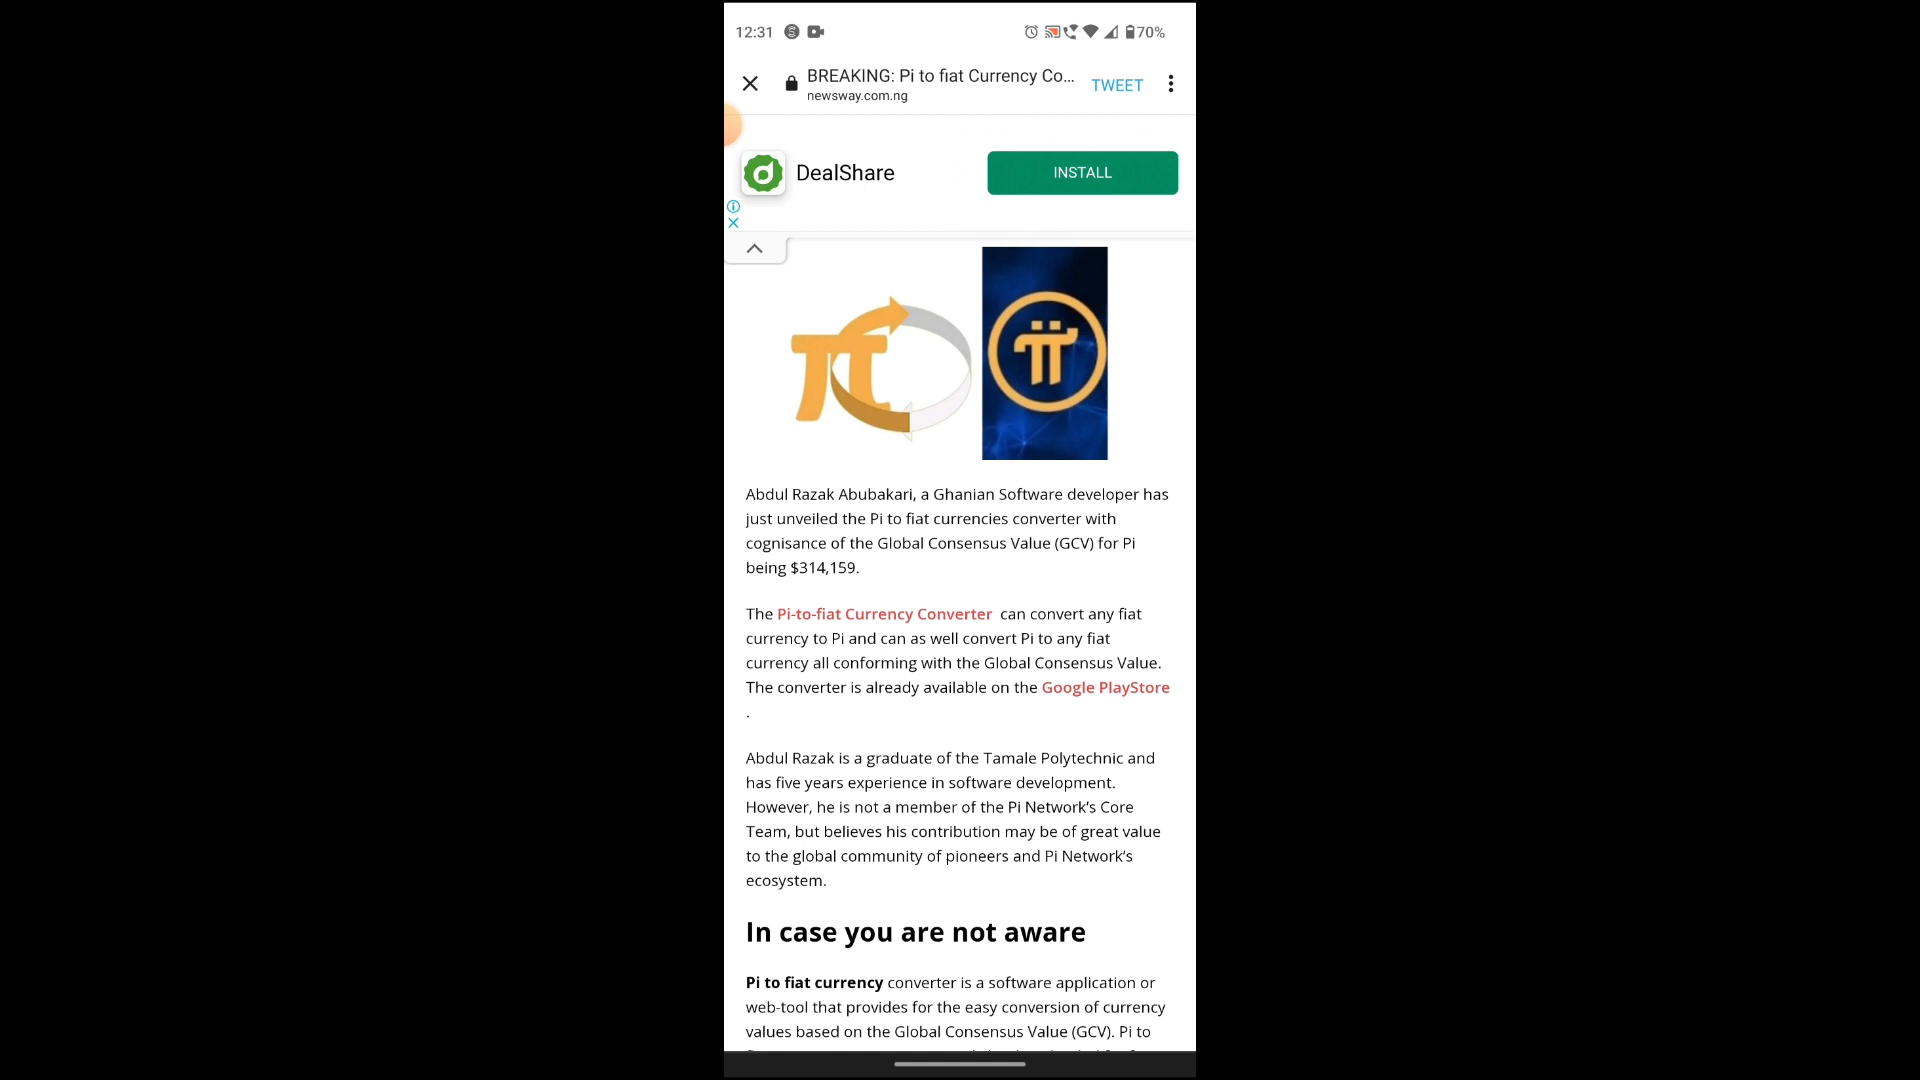 12:31
70%
BREAKING: Pi to fiat Currency Co...
TWEET
newsway.com.ng
DealShare
INSTALL
Abdul Razak Abubakari, a Ghanian Software developer has
just unveiled the Pi to fiat currencies converter with
cognisance of the Global Consensus Value (GCV) for Pi
being $314,159.
The Pi-to-fiat Currency Converter can convert any fiat
currency to Pi and can as well convert Pi to any fiat
currency all conforming with the Global Consensus Value.
The converter is already available on the Google PlayStore
.
Abdul Razak is a graduate of the Tamale Polytechnic and
has five years experience in software development.
However, he is not a member of the Pi Network's Core
Team, but believes his contribution may be of great value
to the global community of pioneers and Pi Network's
ecosystem.
In case you are not aware
Pi to fiat currency converter is a software application or
web-tool that provides for the easy conversion of currency
values based on the Global Consensus Value (GCV). Pi to